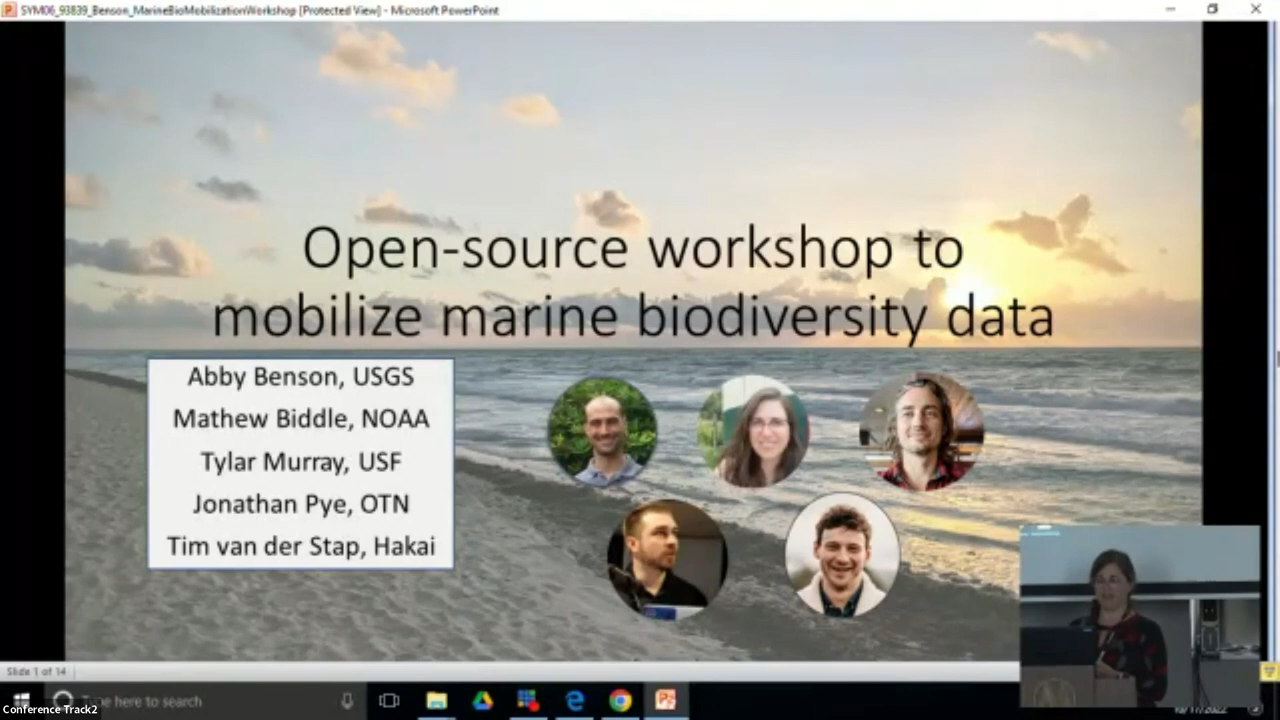 SYM06_93839_Benson_MarineBioMobilizationWorkshop [Protected View] - Microsoft PowerPoint
Open-source workshop to
mobilize marine biodiversity data
Abby Benson, USGS
Mathew Biddle, NOAA
Tylar Murray, USF
Jonathan Pye, OTN
Tim van der Stap, Hakai
Slide 1 of 14
pe here to search
Conference Track2